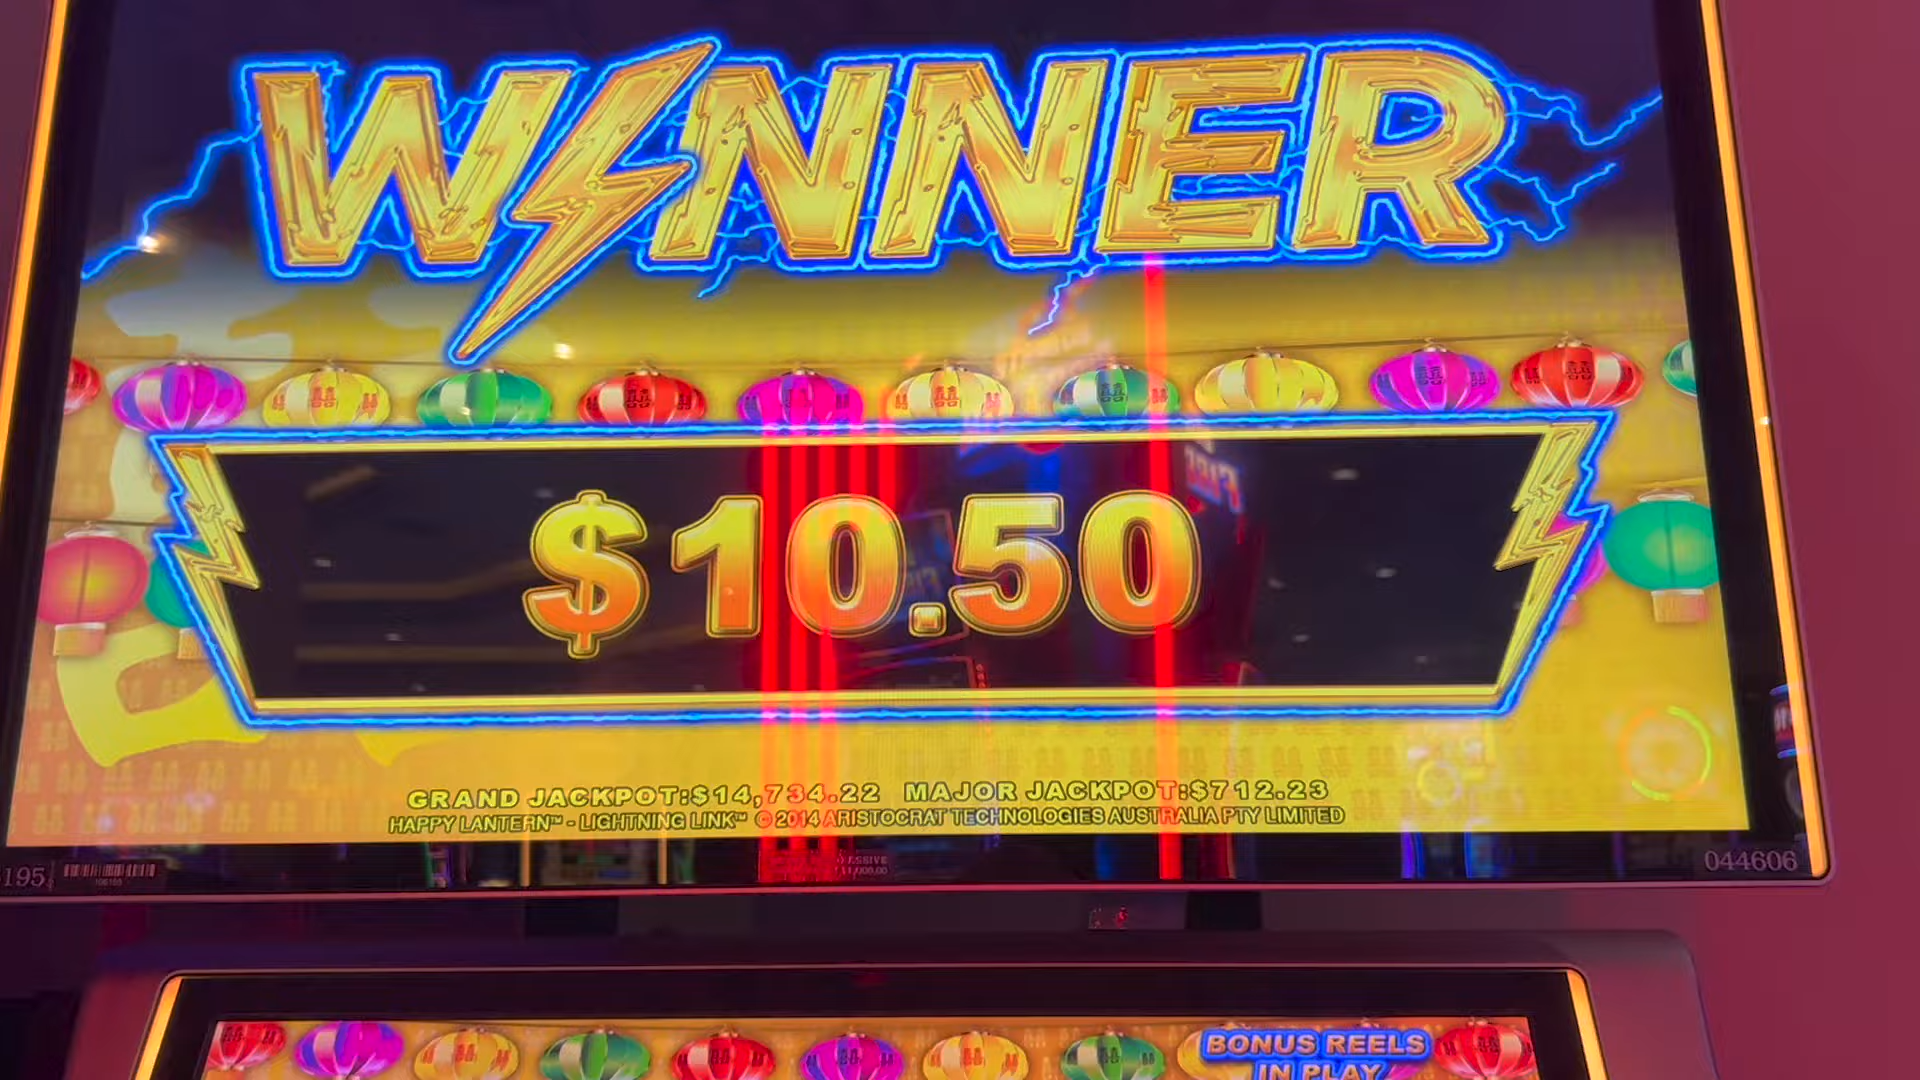 WINNER
$10.50
GRAND JACKPOT:$14,734.22 MAJOR JACKPOT:$712.23
HAPPY LANTERN™ - LIGHTNING LINK™ © 2014 ARISTOCRAT TECHNOLOGIES AUSTRALIA PTY LIMITED
195
044606
BONUS REELS
IN PLAY